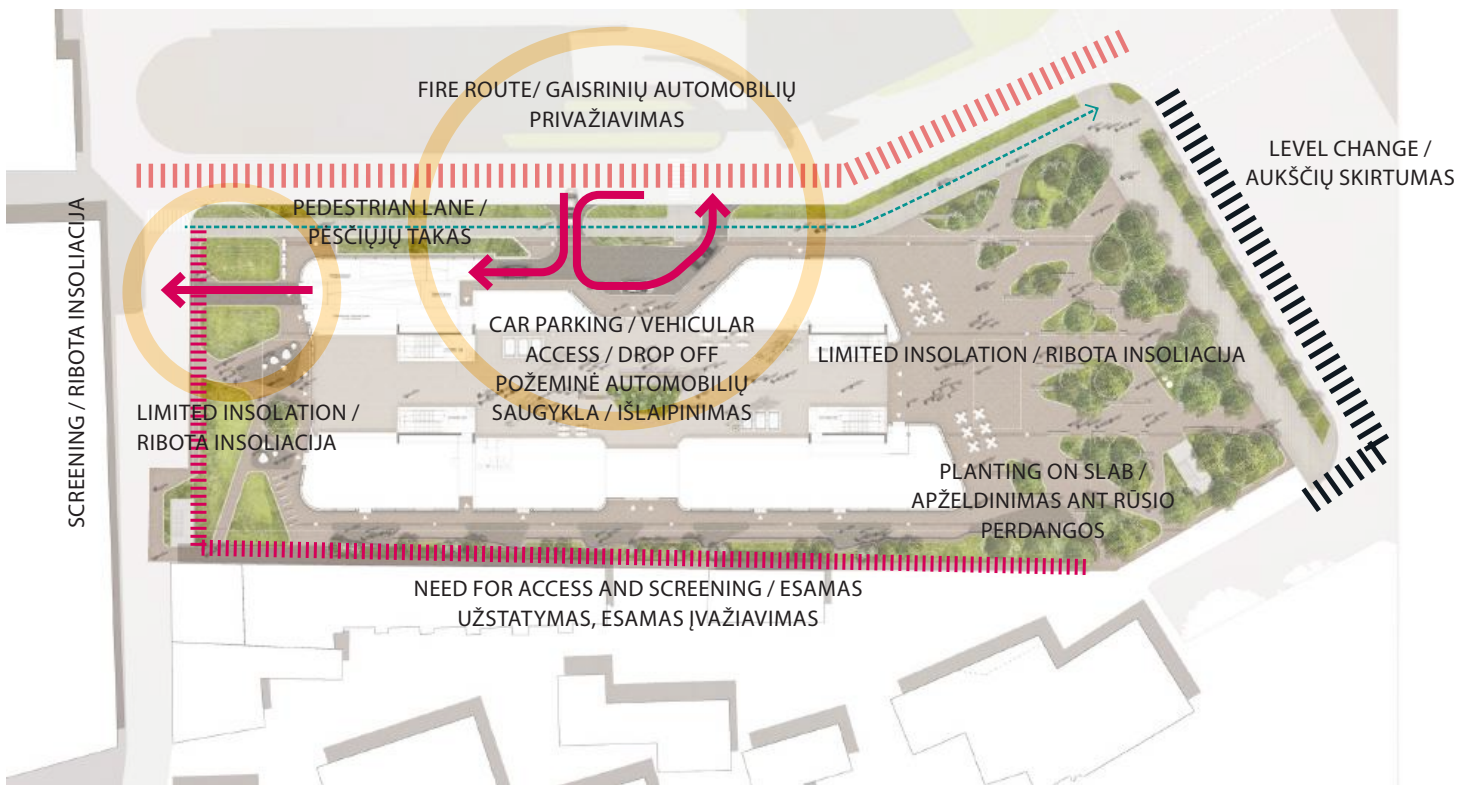 FIRE ROUTE/ GAISRINIŲ AUTOMOBILIŲ
PRIVAŽIAVIMAS
LEVEL CHANGE /
AUKŠČIŲ SKIRTUMAS
PEDESTRIAN LANE /
PĖSČIŲJŲ TAKAS
SCREENING / RIBOTA INSOLIACIJA
CAR PARKING / VEHICULAR
ACCESS / DROP OFF
POŽEMINĖ AUTOMOBILIŲ
SAUGYKLA / IŠLAIPINIMAS
LIMITED INSOLATION / RIBOTA INSOLIACIJA
LIMITED INSOLATION /
RIBOTA INSOLIACIJA
PLANTING ON SLAB /
APŽELDINIMAS ANT RŪSIO
PERDANGOS
NEED FOR ACCESS AND SCREENING / ESAMAS
UŽSTATYMAS, ESAMAS ĮVAŽIAVIMAS